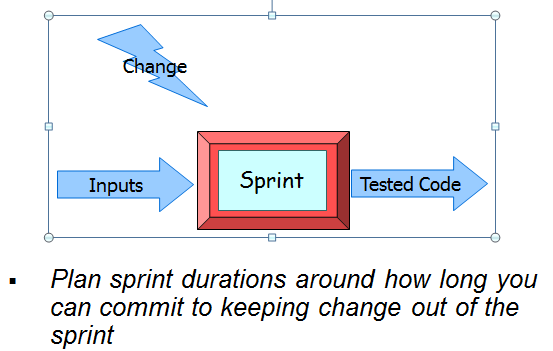 Change
Inputs
Sprint
Tested Code
▪ Plan sprint durations around how long you
can commit to keeping change out of the
sprint